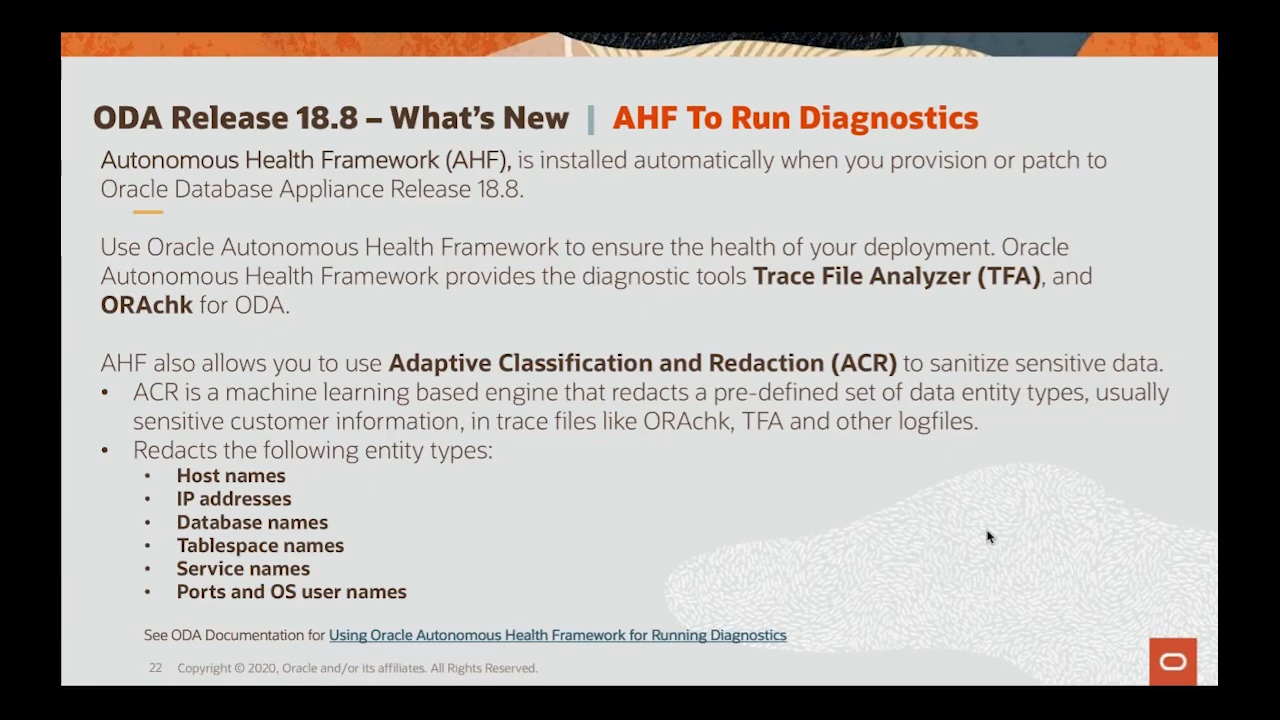 ODA Release 18.8 – What's New | AHF To Run Diagnostics
Autonomous Health Framework (AHF), is installed automatically when you provision or patch to
Oracle Database Appliance Release 18.8.
Use Oracle Autonomous Health Framework to ensure the health of your deployment. Oracle
Autonomous Health Framework provides the diagnostic tools Trace File Analyzer (TFA), and
ORAchk for ODA.
AHF also allows you to use Adaptive Classification and Redaction (ACR) to sanitize sensitive data.
• ACR is a machine learning based engine that redacts a pre-defined set of data entity types, usually
sensitive customer information, in trace files like ORAchk, TFA and other logfiles.
• Redacts the following entity types:
• Host names
• IP addresses
• Database names
• Tablespace names
• Service names
• Ports and OS user names
See ODA Documentation for Using Oracle Autonomous Health Framework for Running Diagnostics
22 Copyright © 2020, Oracle and/or its affiliates. All Rights Reserved.